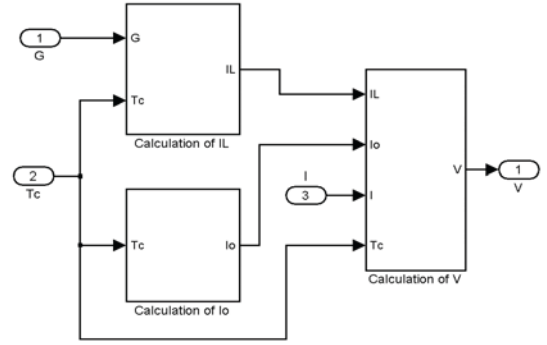 1
G
G
IL
Tc
Calculation of IL
2
Tc
Tc
Io
Calculation of Io
I
3
IL
Io
I
Tc
V
Calculation of V
1
V